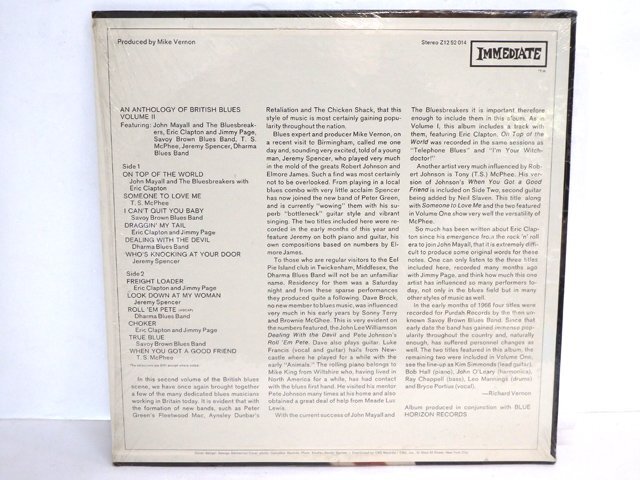 Produced by Mike Vernon
Stereo Z12 52 014
IMMEDIATE
AN ANTHOLOGY OF BRITISH BLUES
VOLUME II
Featuring: John Mayall and The Bluesbreak-
ers, Eric Clapton and Jimmy Page,
Savoy Brown Blues Band, T. S.
McPhee, Jeremy Spencer, Dharma
Blues Band
Side 1
ON TOP OF THE WORLD
John Mayall and The Bluesbreakers with
Eric Clapton
SOMEONE TO LOVE ME
T. S. McPhee
I CAN'T QUIT YOU BABY
Savoy Brown Blues Band
DRAGGIN' MY TAIL
Eric Clapton and Jimmy Page
DEALING WITH THE DEVIL
Dharma Blues Band
WHO'S KNOCKING AT YOUR DOOR
Jeremy Spencer
Side 2
FREIGHT LOADER
Eric Clapton and Jimmy Page
LOOK DOWN AT MY WOMAN
Jeremy Spencer
ROLL 'EM PETE (ASCAP)
Dharma Blues Band
CHOKER
Eric Clapton and Jimmy Page
TRUE BLUE
Savoy Brown Blues Band
WHEN YOU GOT A GOOD FRIEND
T. S. McPhee
The selections are BMI except where noted.
In this second volume of the British blues
scene, we have once again brought together
a few of the many dedicated blues musicians
working in Britain today. It is evident that with
the formation of new bands, such as Peter
Green's Fleetwood Mac, Aynsley Dunbar's
Retaliation and The Chicken Shack, that this
style of music is most certainly gaining popu-
larity throughout the nation.
Blues expert and producer Mike Vernon, on
a recent visit to Birmingham, called me one
day and, sounding very excited, told of a young
man, Jeremy Spencer, who played very much
in the mold of the greats Robert Johnson and
Elmore James. Such a find was most certainly
not to be overlooked. From playing in a local
blues combo with very little acclaim Spencer
has now joined the new band of Peter Green,
and is currently "wowing" them with his su-
perb "bottleneck" guitar style and vibrant
singing. The two titles included here were re-
corded in the early months of this year and
feature Jeremy on both piano and guitar, his
own compositions based on numbers by El-
more James.
To those who are regular visitors to the Eel
Pie Island club in Twickenham, Middlesex, the
Dharma Blues Band will not be an unfamiliar
name. Residency for them was a Saturday
night and from these sparse performances
they produced quite a following. Dave Brock,
no new member to blues music, was influenced
very much in his early years by Sonny Terry
and Brownie McGhee. This is very evident on
the numbers featured, the John Lee Williamson
Dealing With the Devil and Pete Johnson's
Roll 'Em Pete. Dave also plays guitar. Luke
Francis (vocal and guitar) hails from New-
castle where he played for a while with the
early "Animals." The rolling piano belongs to
Mike King from Wiltshire who, having lived in
North America for a while, has had contact
with the blues first hand. He visited his mentor
Pete Johnson many times at his home and also
obtained a great deal of help from Meade Lux
Lewis.
With the current success of John Mayall and
The Bluesbreakers it is important therefore
enough to include them in this album. As in
Volume I, this album includes a track with
them, featuring Eric Clapton. On Top of the
World was recorded in the same sessions as
"Telephone Blues" and "I'm Your Witch-
doctor!"
Another artist very much influenced by Rob-
ert Johnson is Tony (T.S.) McPhee. His ver-
sion of Johnson's When You Got a Good
Friend is included on Side Two, second guitar
being added by Neil Slaven. This title along
with Someone to Love Me and the two featured
in Volume One show very well the versatility of
McPhee.
So much has been written about Eric Clap-
ton since his emergence from the rock 'n' roll
era to join John Mayall, that it is extremely diffi-
cult to produce some original words for these
notes. One can only listen to the three titles
included here, recorded many months ago
with Jimmy Page, and think how much this one
artist has influenced so many performers to-
day, not only in the blues field but in many
other styles of music as well.
In the early months of 1966 four titles were
recorded for Purdah Records by the then un-
known Savoy Brown Blues Band. Since that
early date the band has gained immense pop-
ularity throughout the country and, naturally
enough, has suffered personnel changes as
well. The two titles featured in this album, the
remaining two were included in Volume One,
see the line-up as Kim Simmonds (lead guitar),
Bob Hall (piano), John O'Leary (harmonica),
Ray Chappell (bass), Leo Mannings (drums)
and Bryce Portius (vocal).
—Richard Vernon
Album produced in conjunction with BLUE
HORIZON RECORDS